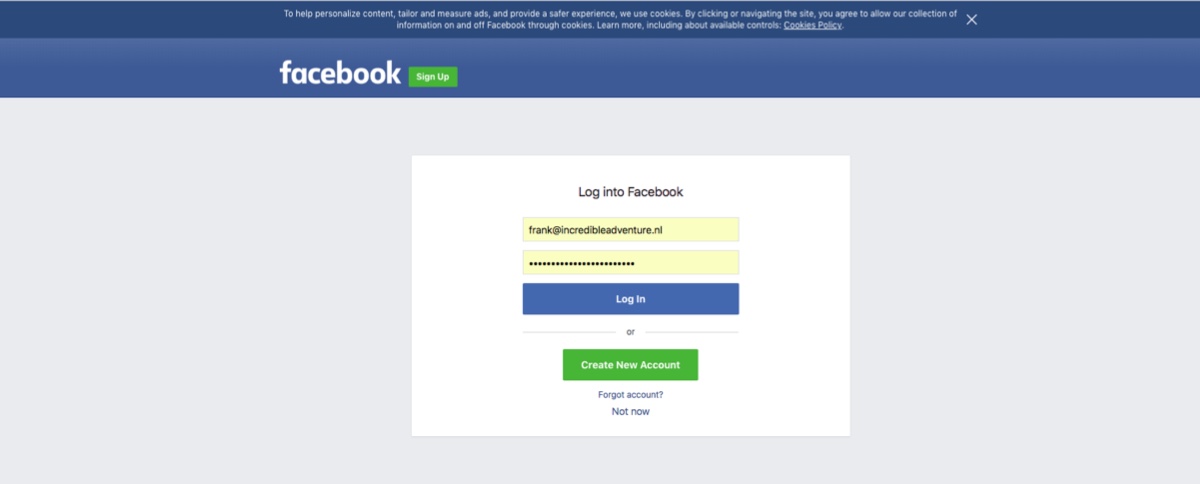 To help personalize content, tailor and measure ads, and provide a safer experience, we use cookies. By clicking or navigating the site, you agree to allow our collection of
information on and off Facebook through cookies. Learn more, including about available controls: Cookies Policy.
facebook Sign Up
Log into Facebook
frank@incredibleadventure.nl
••••••••••••••••••••••••
Log In
or
Create New Account
Forgot account?
Not now